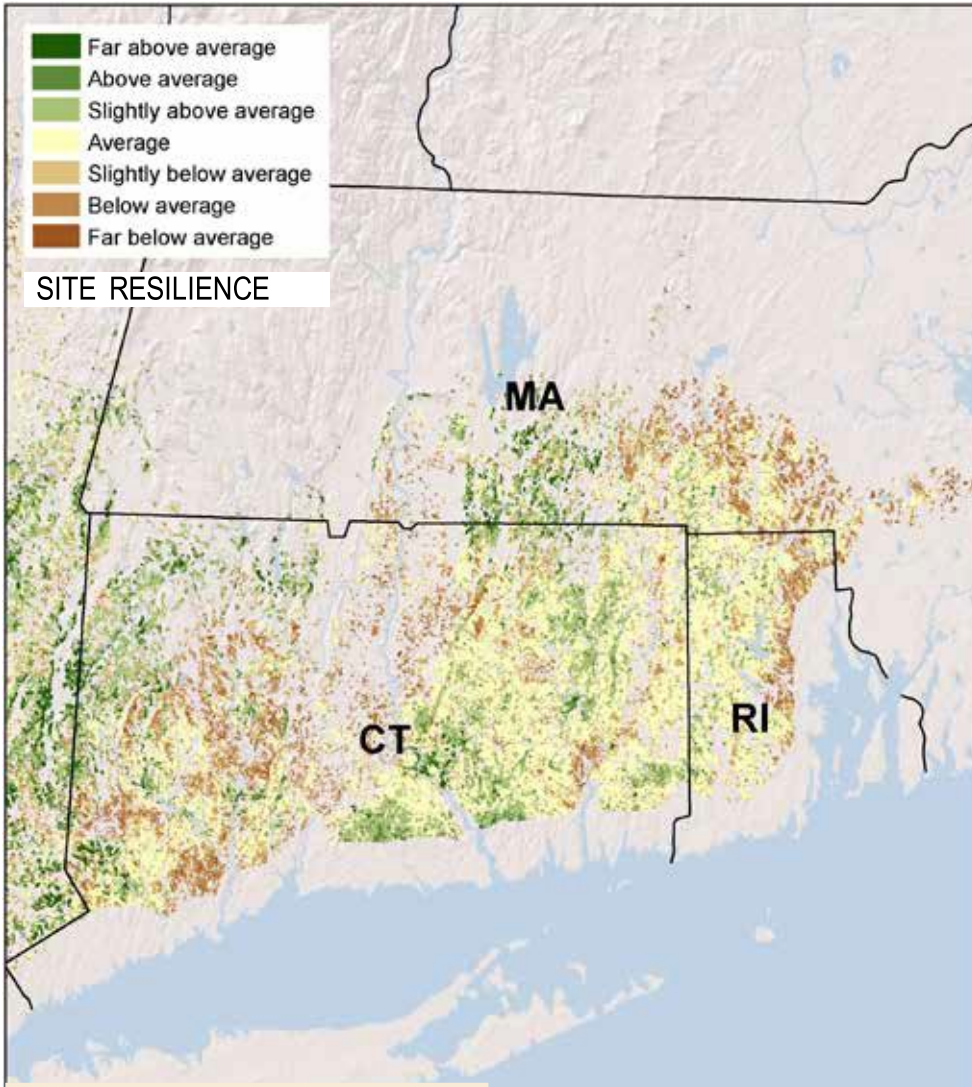 Far above average
Above average
Slightly above average
Average
Slightly below average
Below average
Far below average
SITE RESILIENCE
MA
CT
RI